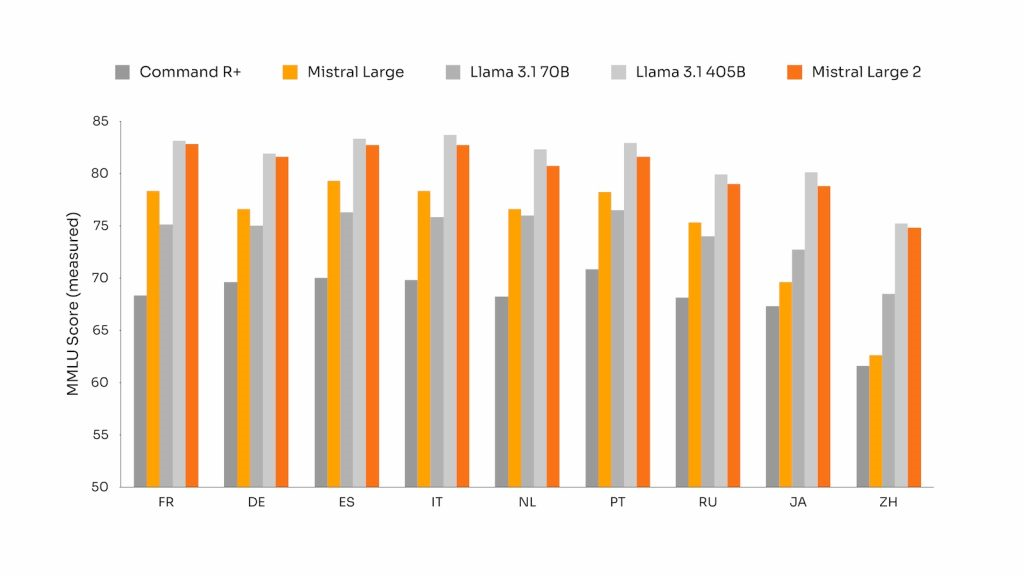 Command R+ Mistral Large Llama 3.1 70B Llama 3.1 405B Mistral Large 2
MMLU Score (measured)
85
80
75
70
65
60
55
50
FR DE ES IT NL PT RU JA ZH